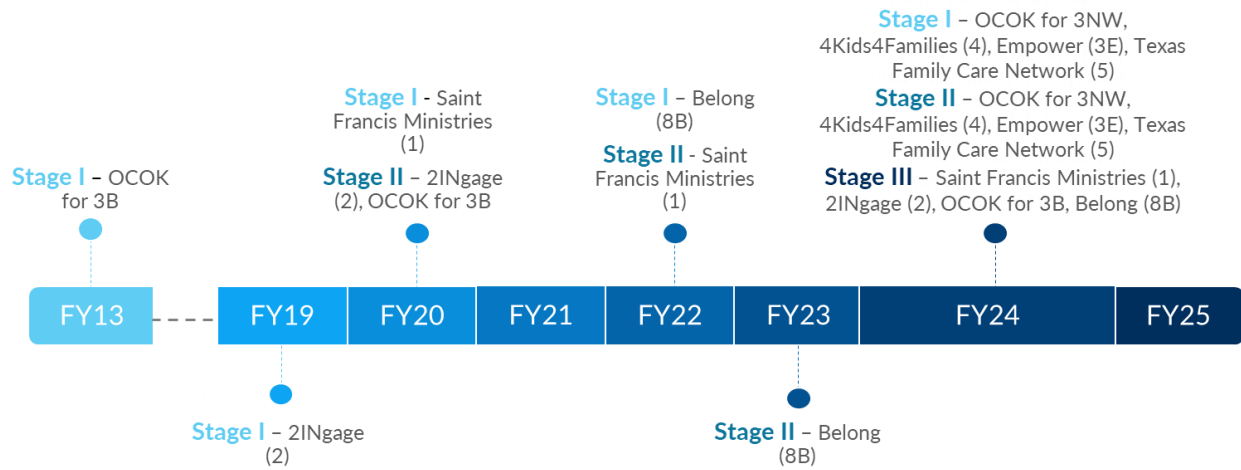 Stage I – OCOK
for 3B
Stage I - Saint
Francis Ministries
(1)
Stage II – 2INgage
(2), OCOK for 3B
Stage I – Belong
(8B)
Stage II - Saint
Francis Ministries
(1)
Stage I – OCOK for 3NW,
4Kids4Families (4), Empower (3E), Texas
Family Care Network (5)
Stage II – OCOK for 3NW,
4Kids4Families (4), Empower (3E), Texas
Family Care Network (5)
Stage III – Saint Francis Ministries (1),
2INgage (2), OCOK for 3B, Belong (8B)
FY13
FY19
FY20
FY21
FY22
FY23
FY24
FY25
Stage I – 2INgage
(2)
Stage II – Belong
(8B)